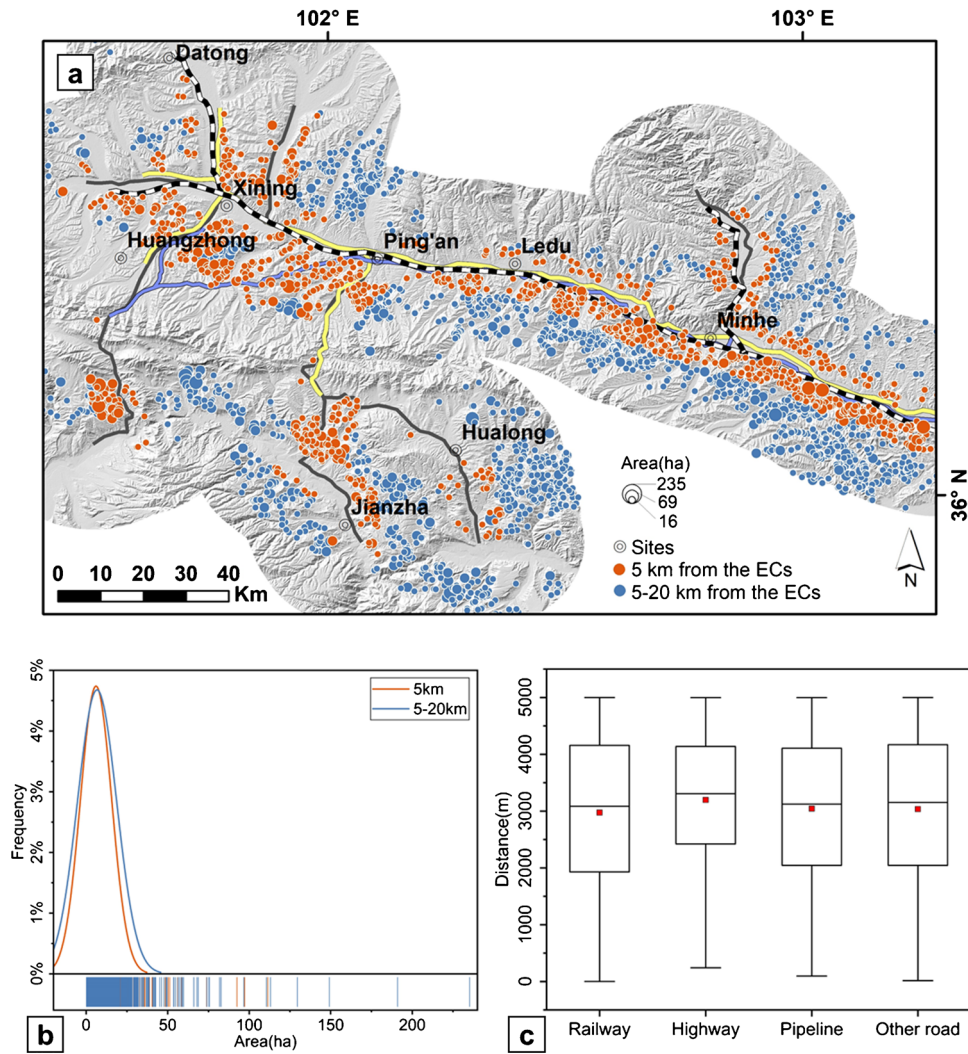 102° E 103° E
a
Datong
Xining
Huangzhong
Ping'an
Ledu
Minhe
Hualong
Jianzha
36° N
Area(ha)
235
69
16
Sites
5 km from the ECs
5-20 km from the ECs
N
0 10 20 30 40 Km
5%
4%
3%
2%
1%
0%
Frequency
5km
5-20km
0 50 100 150 200
Area(ha)
b
5000
4000
3000
2000
1000
0
Distance(m)
Railway Highway Pipeline Other road
c